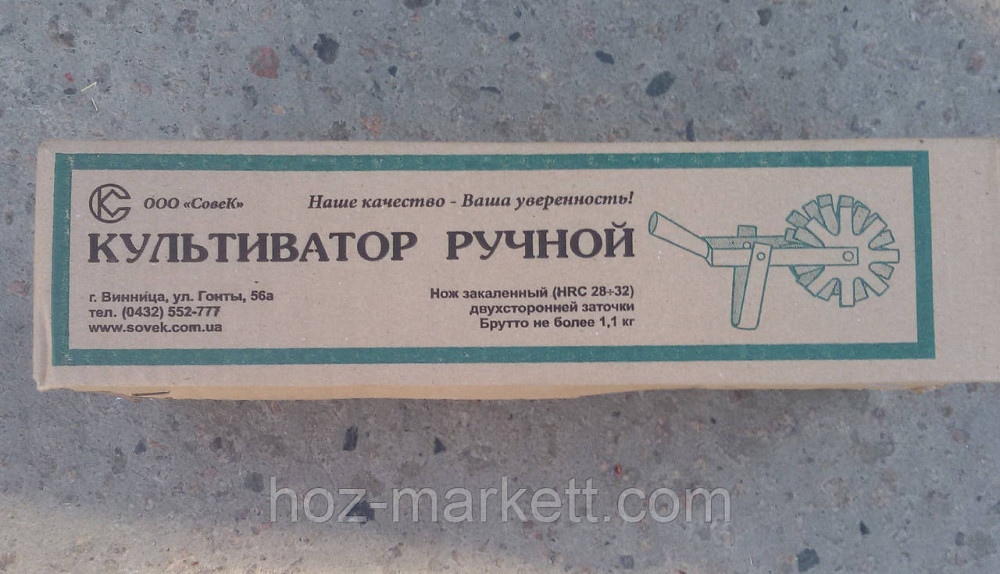 ООО «СовеК»
Наше качество - Ваша уверенность!
КУЛЬТИВАТОР РУЧНОЙ
г. Винница, ул. Гонты, 56а
тел. (0432) 552-777
www.sovek.com.ua
Нож закаленный (HRC 28÷32)
двухсторонней заточки
Брутто не более 1,1 кг
hoz-markett.com